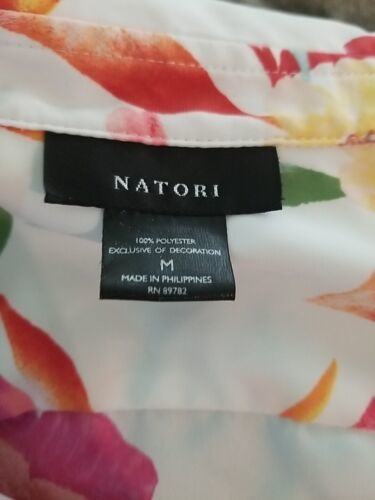 NATORI
100% POLYESTER
EXCLUSIVE OF DECORATION
M
MADE IN PHILIPPINES
RN 89782